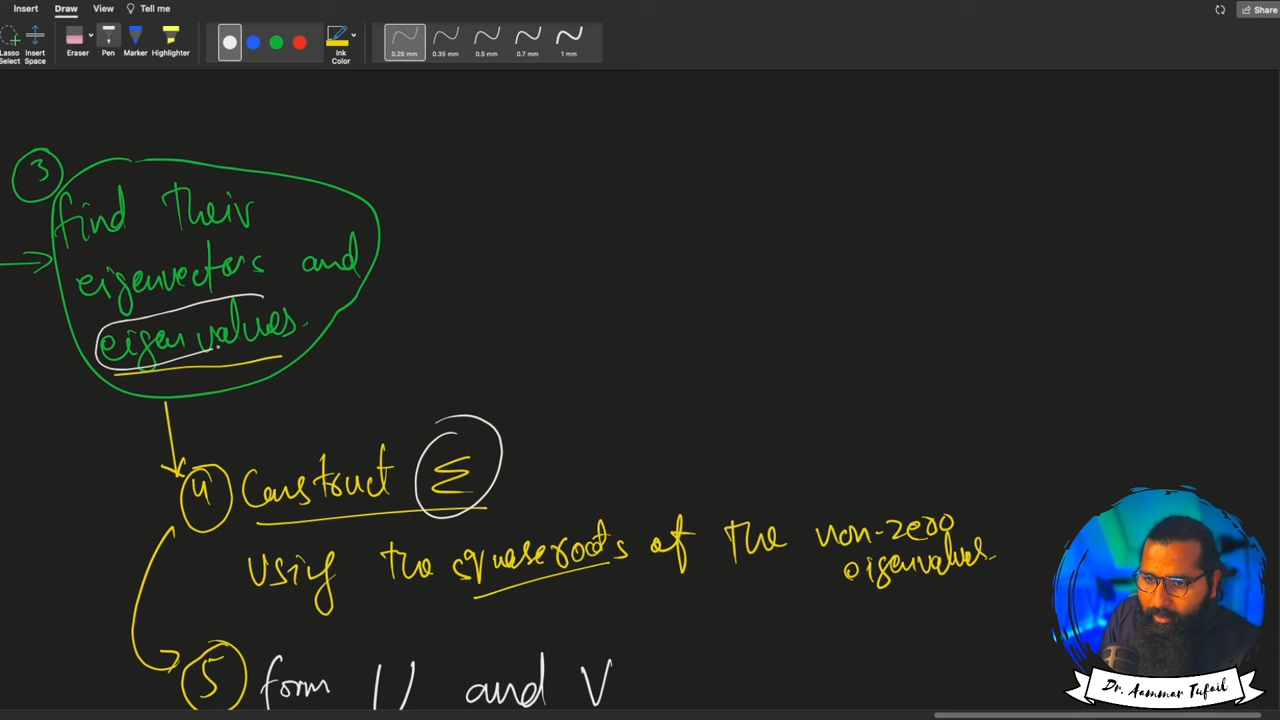 Insert Draw View Tell me Share
Lasso Select
Insert Space
Eraser
Pen
Marker
Highlighter
Ink Color
0.25 mm 0.35 mm 0.5 mm 0.7 mm 1 mm
3
find their
eigenvectors and
eigenvalues.
4 Construct Σ
Using the squareroots of the non-zero
eigenvalues.
5 form U and V
Dr. Aammar Tufail